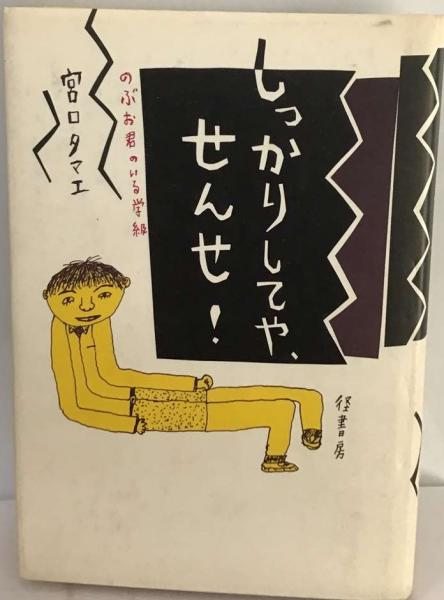 しっかりしてや、
せんせ!
のぶお君のいる学級
宮口タマエ
径書房